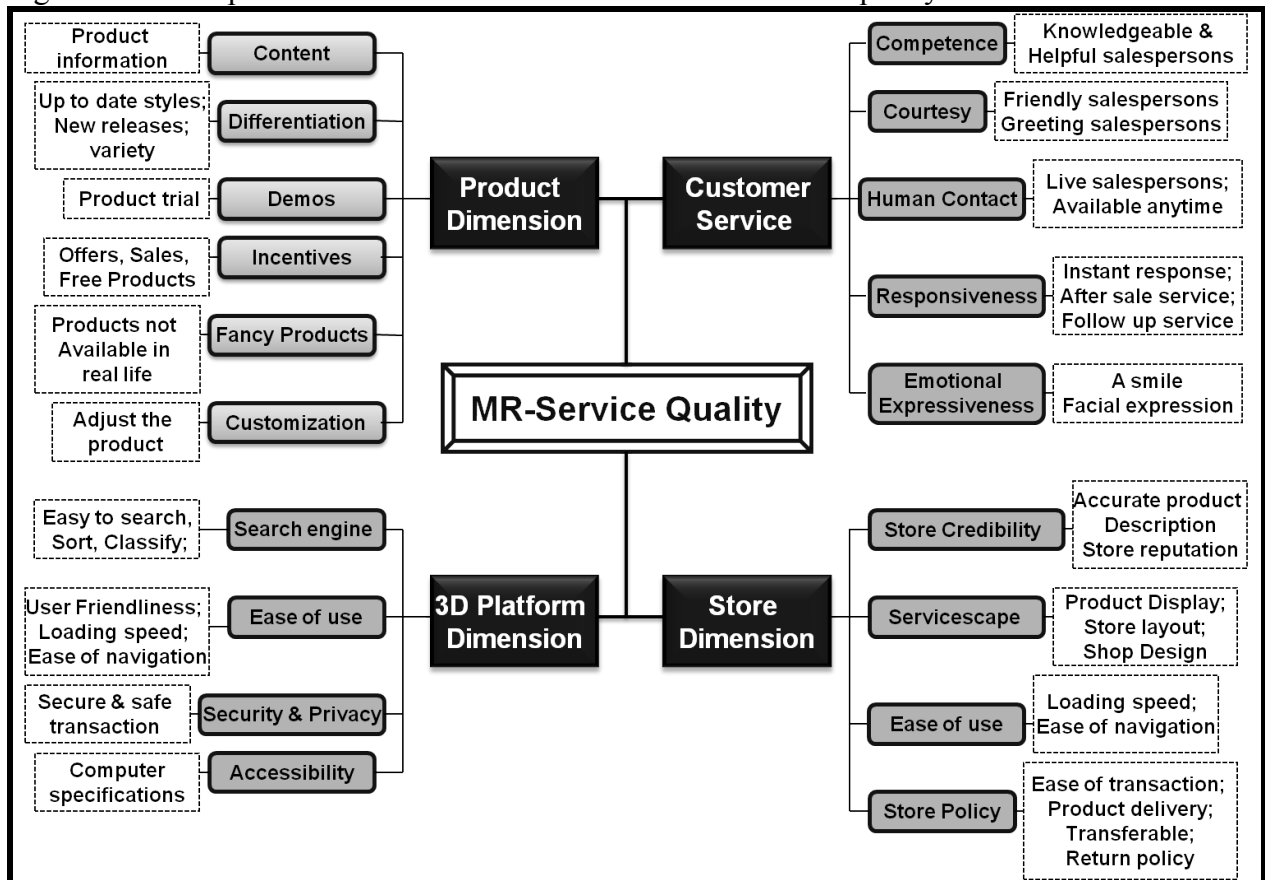 Product
information
Content
Up to date styles;
New releases;
variety
Differentiation
Product trial
Demos
Offers, Sales,
Free Products
Incentives
Products not
Available in
real life
Fancy Products
Adjust the
product
Customization
Product
Dimension
Customer
Service
Competence
Knowledgeable &
Helpful salespersons
Courtesy
Friendly salespersons
Greeting salespersons
Human Contact
Live salespersons;
Available anytime
Responsiveness
Instant response;
After sale service;
Follow up service
Emotional
Expressiveness
A smile
Facial expression
MR-Service Quality
Easy to search,
Sort, Classify;
Search engine
User Friendliness;
Loading speed;
Ease of navigation
Ease of use
Secure & safe
transaction
Security & Privacy
Computer
specifications
Accessibility
3D Platform
Dimension
Store
Dimension
Store Credibility
Accurate product
Description
Store reputation
Servicescape
Product Display;
Store layout;
Shop Design
Ease of use
Loading speed;
Ease of navigation
Store Policy
Ease of transaction;
Product delivery;
Transferable;
Return policy